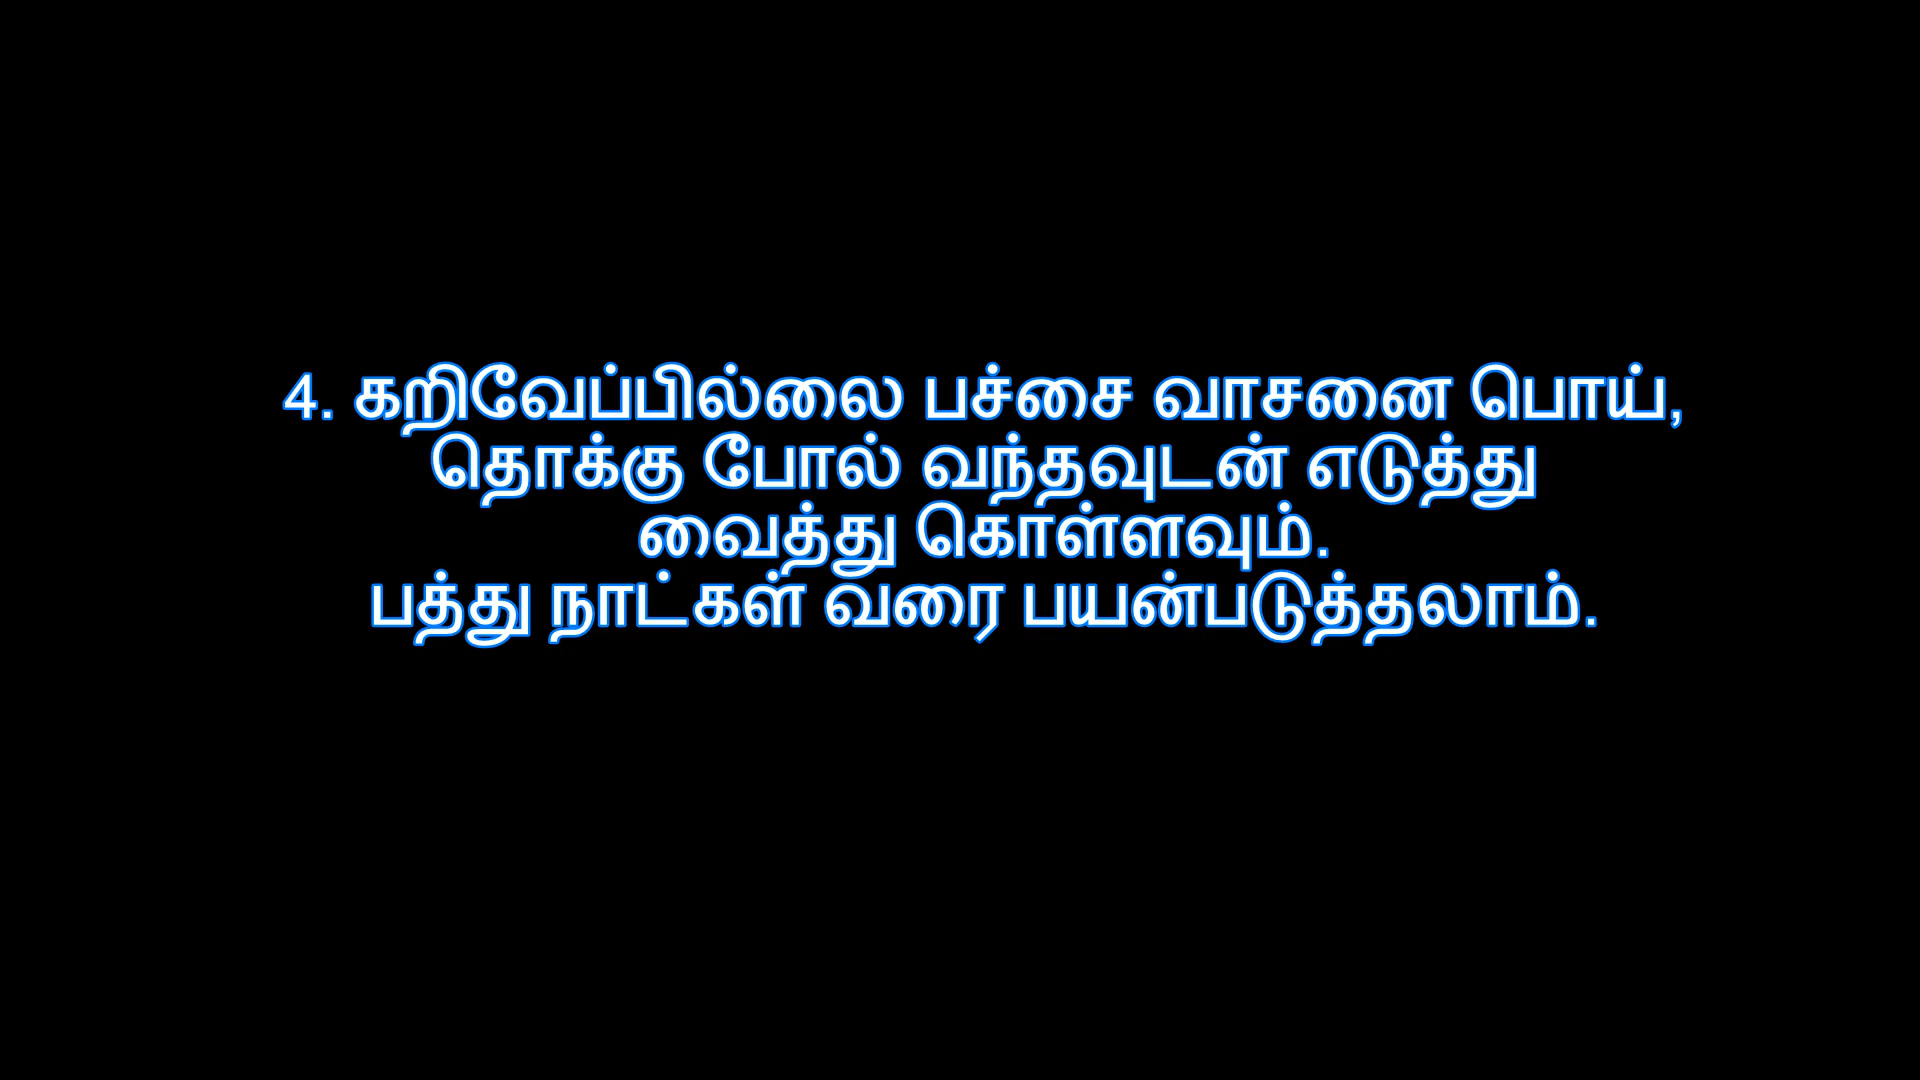 4. கறிவேப்பில்லை பச்சை வாசனை பொய்,
தொக்கு போல் வந்தவுடன் எடுத்து
வைத்து கொள்ளவும்.
பத்து நாட்கள் வரை பயன்படுத்தலாம்.